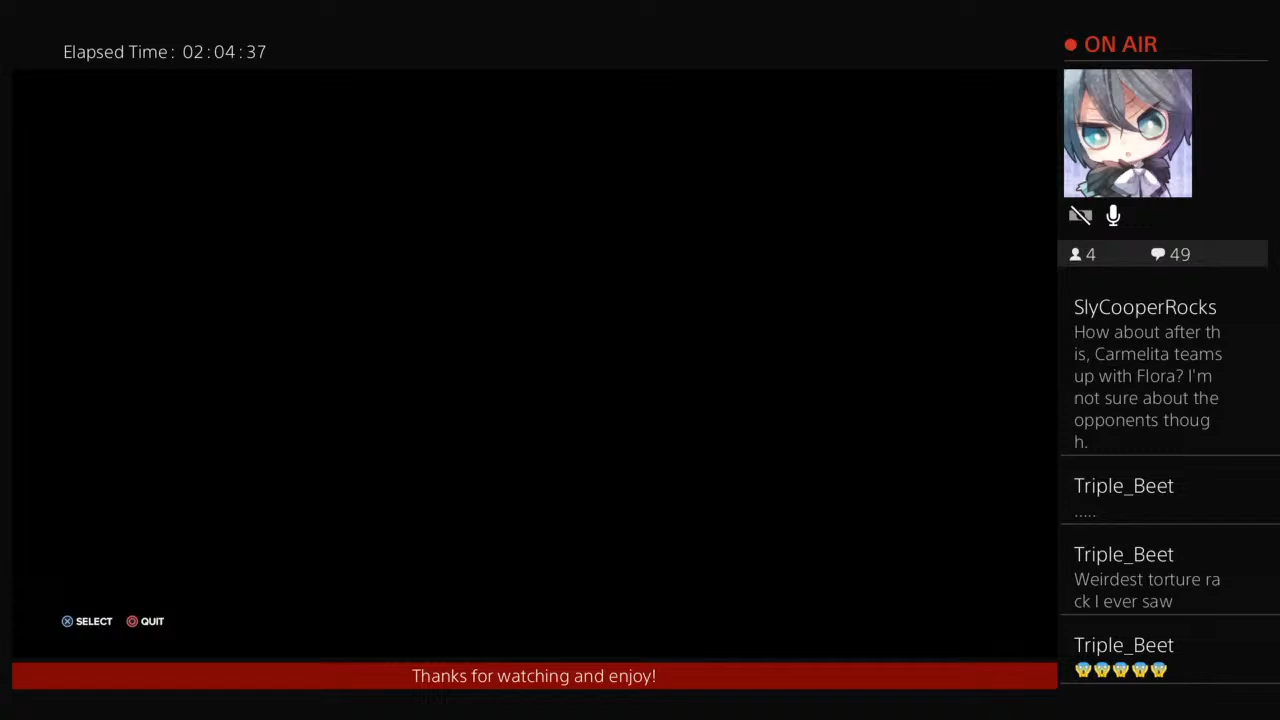 Elapsed Time: 02:04:37
ON AIR
4 49
SlyCooperRocks
How about after th
is, Carmelita teams
up with Flora? I'm
not sure about the
opponents thoug
h.
Triple_Beet
.....
Triple_Beet
Weirdest torture ra
ck I ever saw
Triple_Beet
😱😱😱😱😱
SELECT QUIT
Thanks for watching and enjoy!